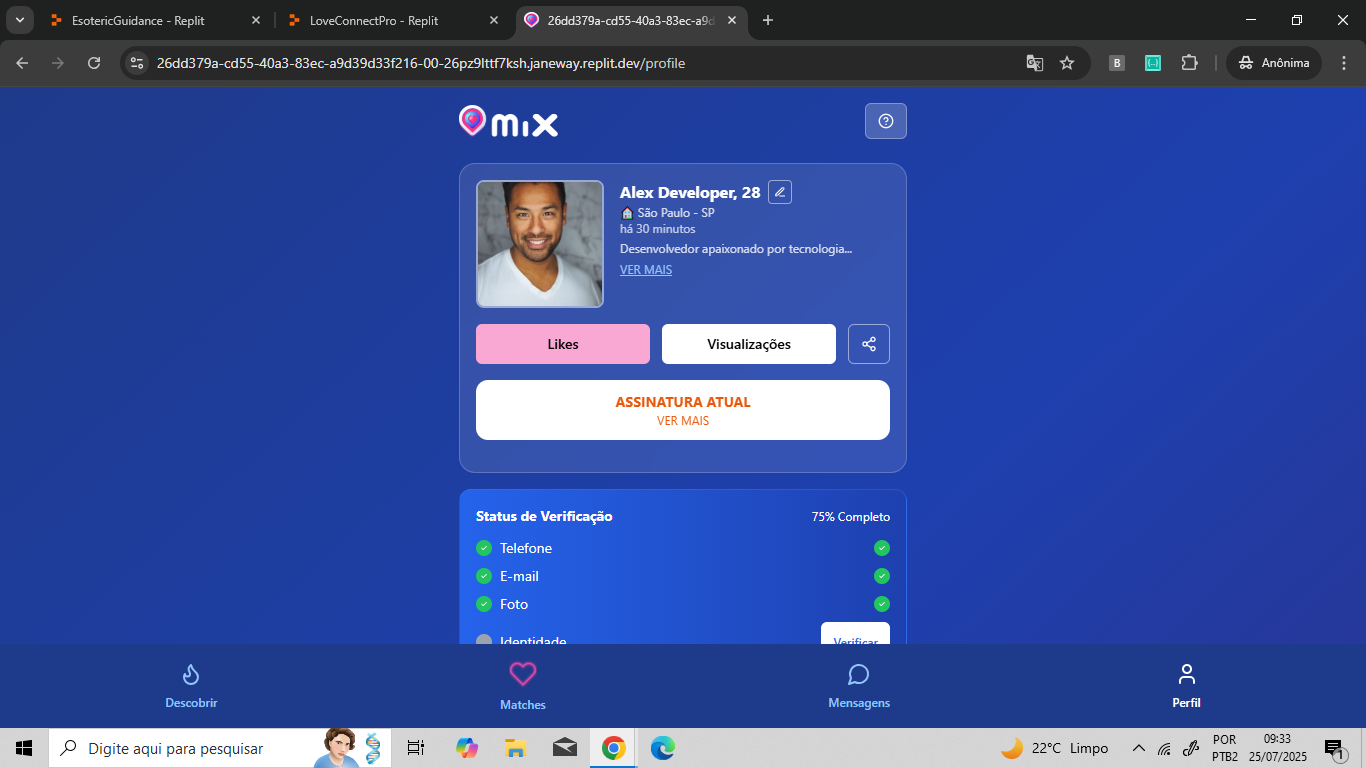 EsotericGuidance - Replit
LoveConnectPro - Replit
26dd379a-cd55-40a3-83ec-a9d
26dd379a-cd55-40a3-83ec-a9d39d33f216-00-26pz9lttf7ksh.janeway.replit.dev/profile
B
Anônima
mix
Alex Developer, 28
São Paulo - SP
há 30 minutos
Desenvolvedor apaixonado por tecnologia...
VER MAIS
Likes
Visualizações
ASSINATURA ATUAL
VER MAIS
Status de Verificação
75% Completo
Telefone
E-mail
Foto
Identidade
Verificar
Descobrir
Matches
Mensagens
Perfil
Digite aqui para pesquisar
22°C Limpo
POR
PTB2
09:33
25/07/2025
1